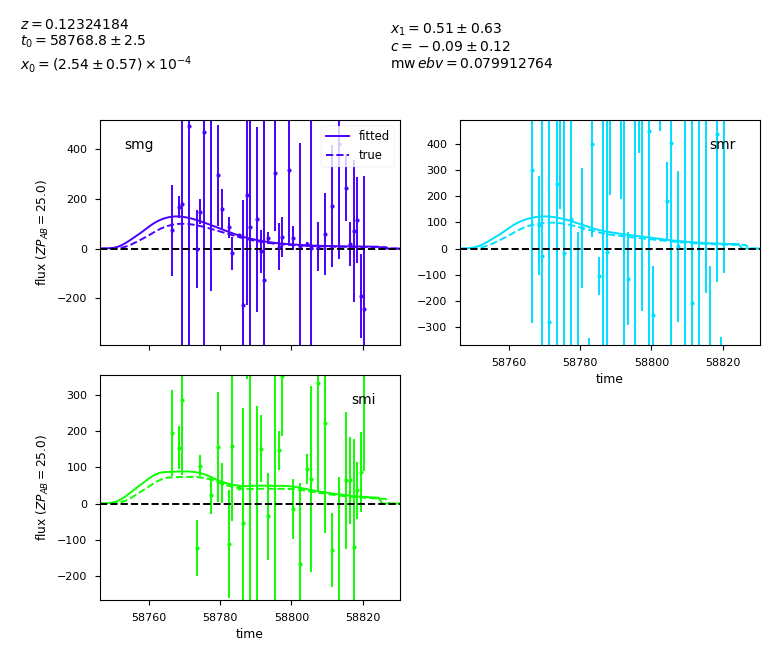 z = 0.12324184
t₀ = 58768.8 ± 2.5
x₀ = (2.54 ± 0.57) × 10⁻⁴
x₁ = 0.51 ± 0.63
c = −0.09 ± 0.12
mw ebv = 0.079912764
smg
fitted
true
400
200
0
−200
flux (ZP_AB = 25.0)
smr
400
300
200
100
0
−100
−200
−300
58760 58780 58800 58820
time
smi
300
200
100
0
−100
−200
flux (ZP_AB = 25.0)
58760 58780 58800 58820
time